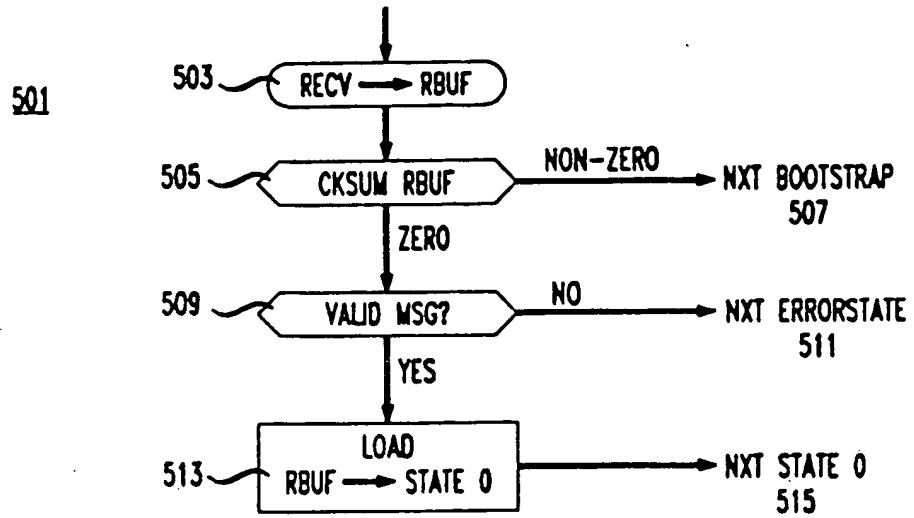 501
503
RECV → RBUF
505
CKSUM RBUF
NON-ZERO
NXT BOOTSTRAP
507
ZERO
509
VALID MSG?
NO
NXT ERRORSTATE
511
YES
513
LOAD
RBUF → STATE 0
NXT STATE 0
515